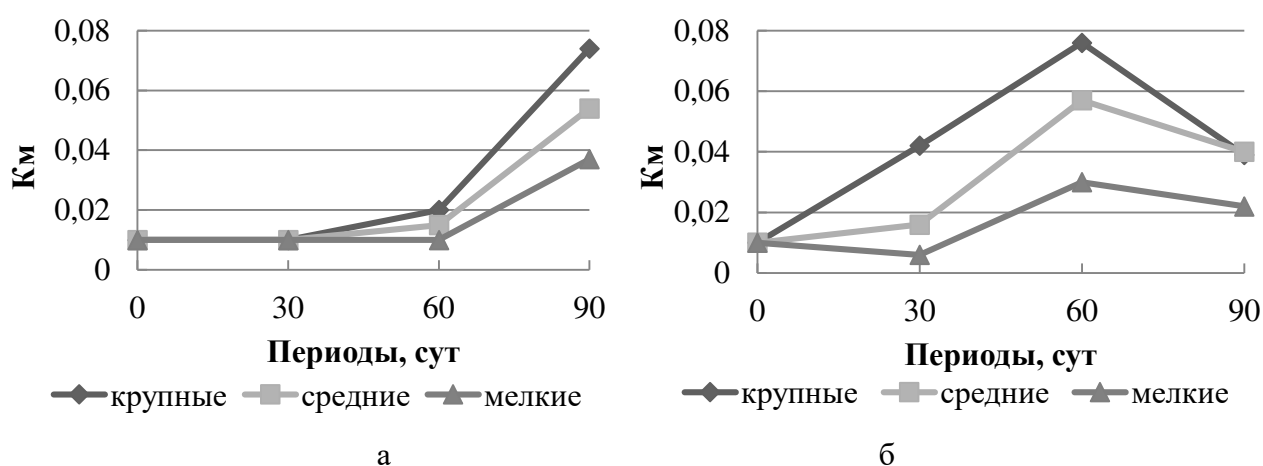 0,08
0,06
0,04
0,02
0
Км
0 30 60 90
Периоды, сут
крупные средние мелкие
а
0,08
0,06
0,04
0,02
0
Км
0 30 60 90
Периоды, сут
крупные средние мелкие
б